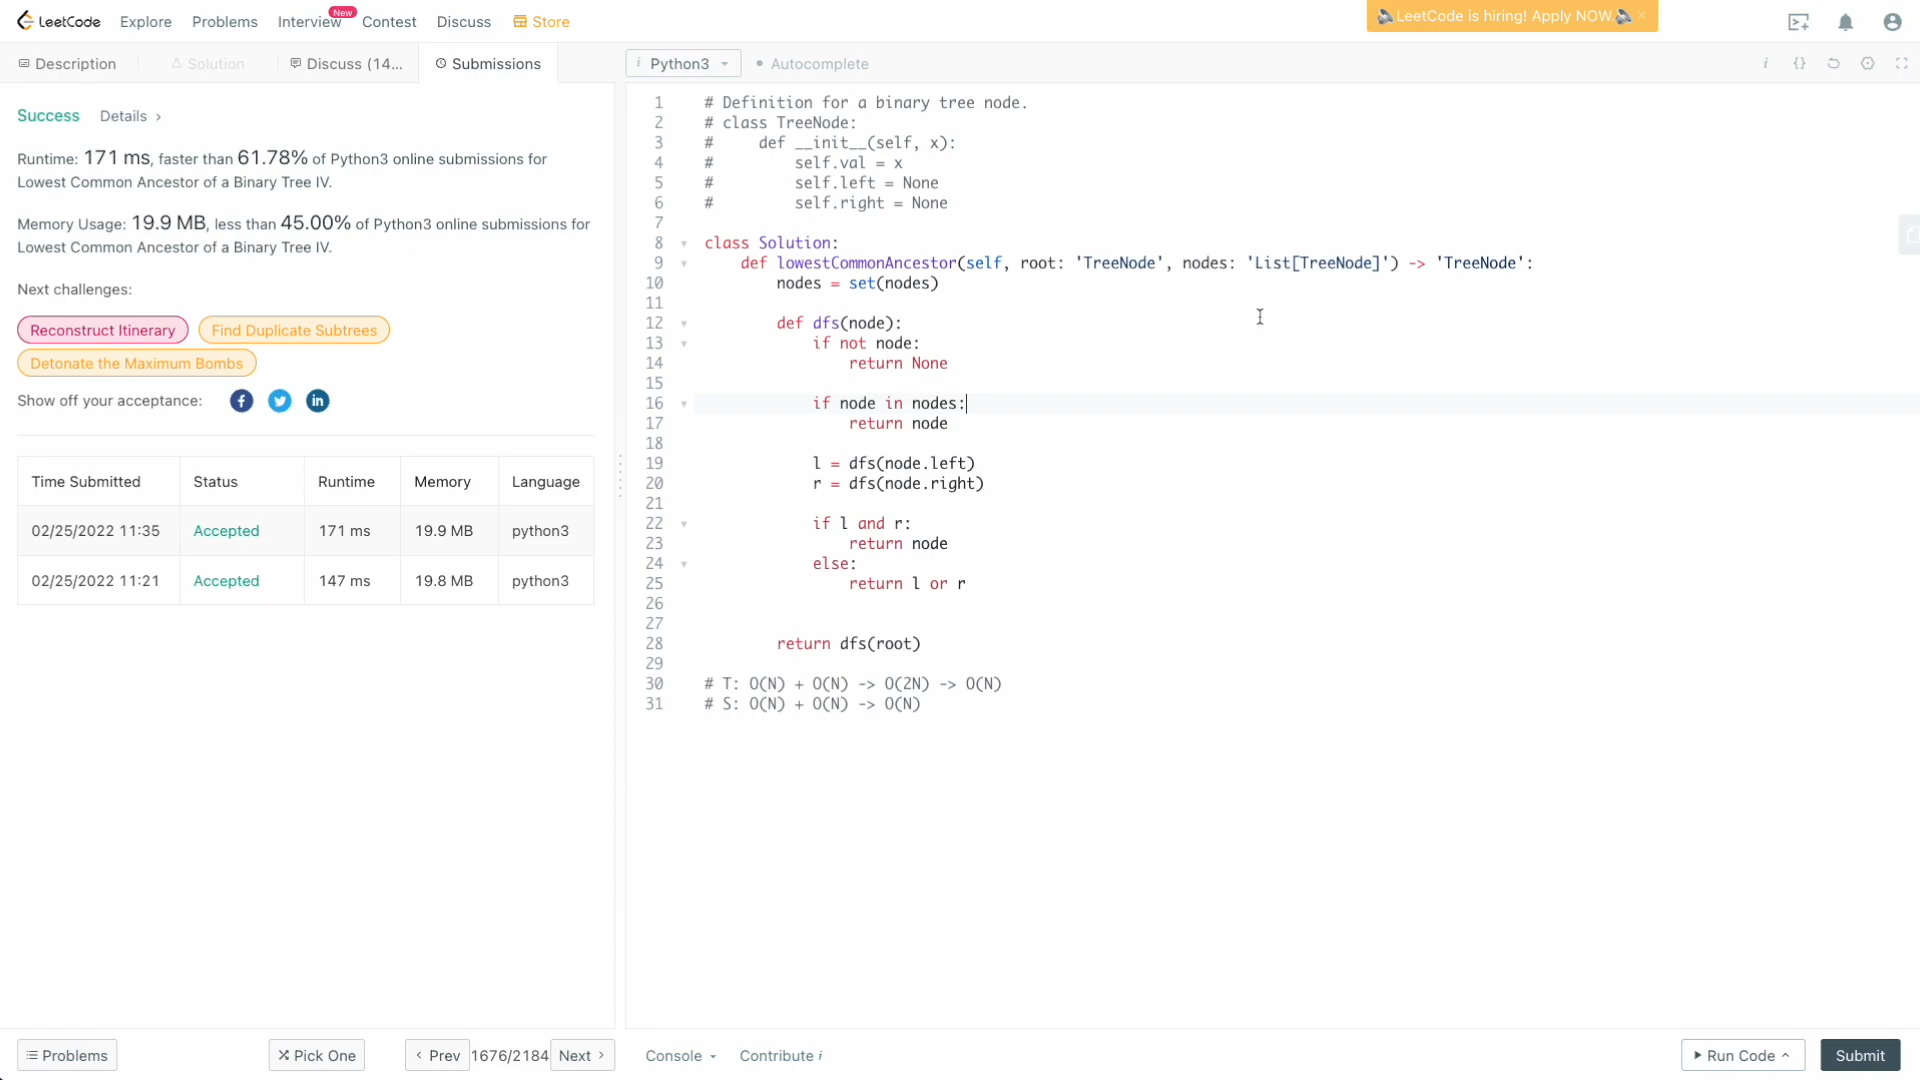 LeetCode Explore Problems Interview New Contest Discuss Store LeetCode is hiring! Apply NOW. ×
Description Solution Discuss (14... Submissions
i Python3 Autocomplete i {}
Success Details ›
Runtime: 171 ms, faster than 61.78% of Python3 online submissions for
Lowest Common Ancestor of a Binary Tree IV.
Memory Usage: 19.9 MB, less than 45.00% of Python3 online submissions for
Lowest Common Ancestor of a Binary Tree IV.
Next challenges:
Reconstruct Itinerary Find Duplicate Subtrees
Detonate the Maximum Bombs
Show off your acceptance: f in
Time Submitted Status Runtime Memory Language
02/25/2022 11:35 Accepted 171 ms 19.9 MB python3
02/25/2022 11:21 Accepted 147 ms 19.8 MB python3
1 # Definition for a binary tree node.
2 # class TreeNode:
3 #     def __init__(self, x):
4 #         self.val = x
5 #         self.left = None
6 #         self.right = None
7
8 class Solution:
9     def lowestCommonAncestor(self, root: 'TreeNode', nodes: 'List[TreeNode]') -> 'TreeNode':
10         nodes = set(nodes)
11
12         def dfs(node):
13             if not node:
14                 return None
15
16             if node in nodes:
17                 return node
18
19             l = dfs(node.left)
20             r = dfs(node.right)
21
22             if l and r:
23                 return node
24             else:
25                 return l or r
26
27
28         return dfs(root)
29
30 # T: O(N) + O(N) -> O(2N) -> O(N)
31 # S: O(N) + O(N) -> O(N)
Problems Pick One ‹ Prev 1676/2184 Next › Console Contribute i Run Code Submit